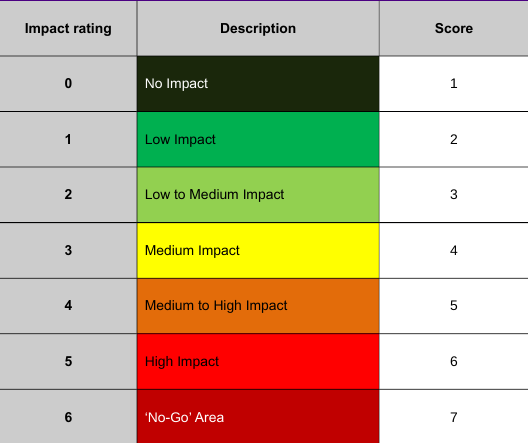 Impact rating Description Score
0 No Impact 1
1 Low Impact 2
2 Low to Medium Impact 3
3 Medium Impact 4
4 Medium to High Impact 5
5 High Impact 6
6 ‘No-Go’ Area 7